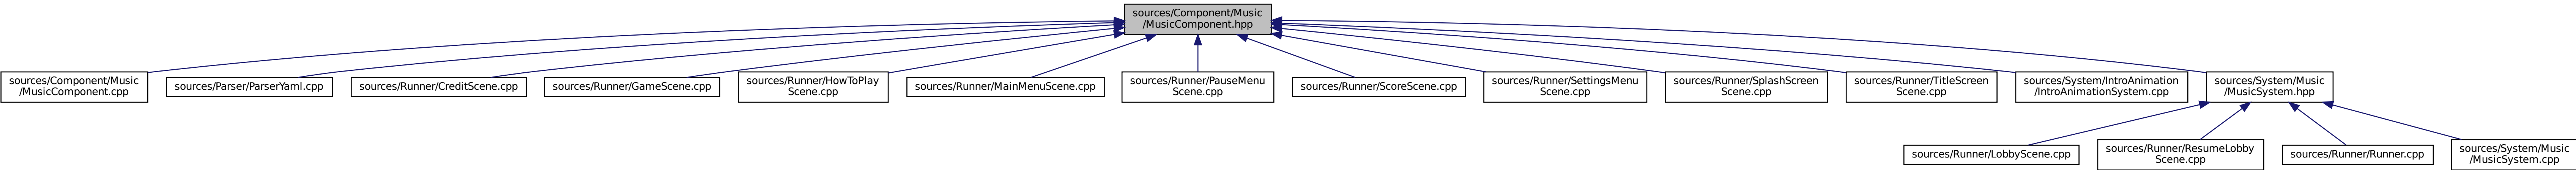 sources/Component/Music
/MusicComponent.hpp
sources/Component/Music
/MusicComponent.cpp
sources/Parser/ParserYaml.cpp
sources/Runner/CreditScene.cpp
sources/Runner/GameScene.cpp
sources/Runner/HowToPlay
Scene.cpp
sources/Runner/MainMenuScene.cpp
sources/Runner/PauseMenu
Scene.cpp
sources/Runner/ScoreScene.cpp
sources/Runner/SettingsMenu
Scene.cpp
sources/Runner/SplashScreen
Scene.cpp
sources/Runner/TitleScreen
Scene.cpp
sources/System/IntroAnimation
/IntroAnimationSystem.cpp
sources/System/Music
/MusicSystem.hpp
sources/Runner/LobbyScene.cpp
sources/Runner/ResumeLobby
Scene.cpp
sources/Runner/Runner.cpp
sources/System/Music
/MusicSystem.cpp